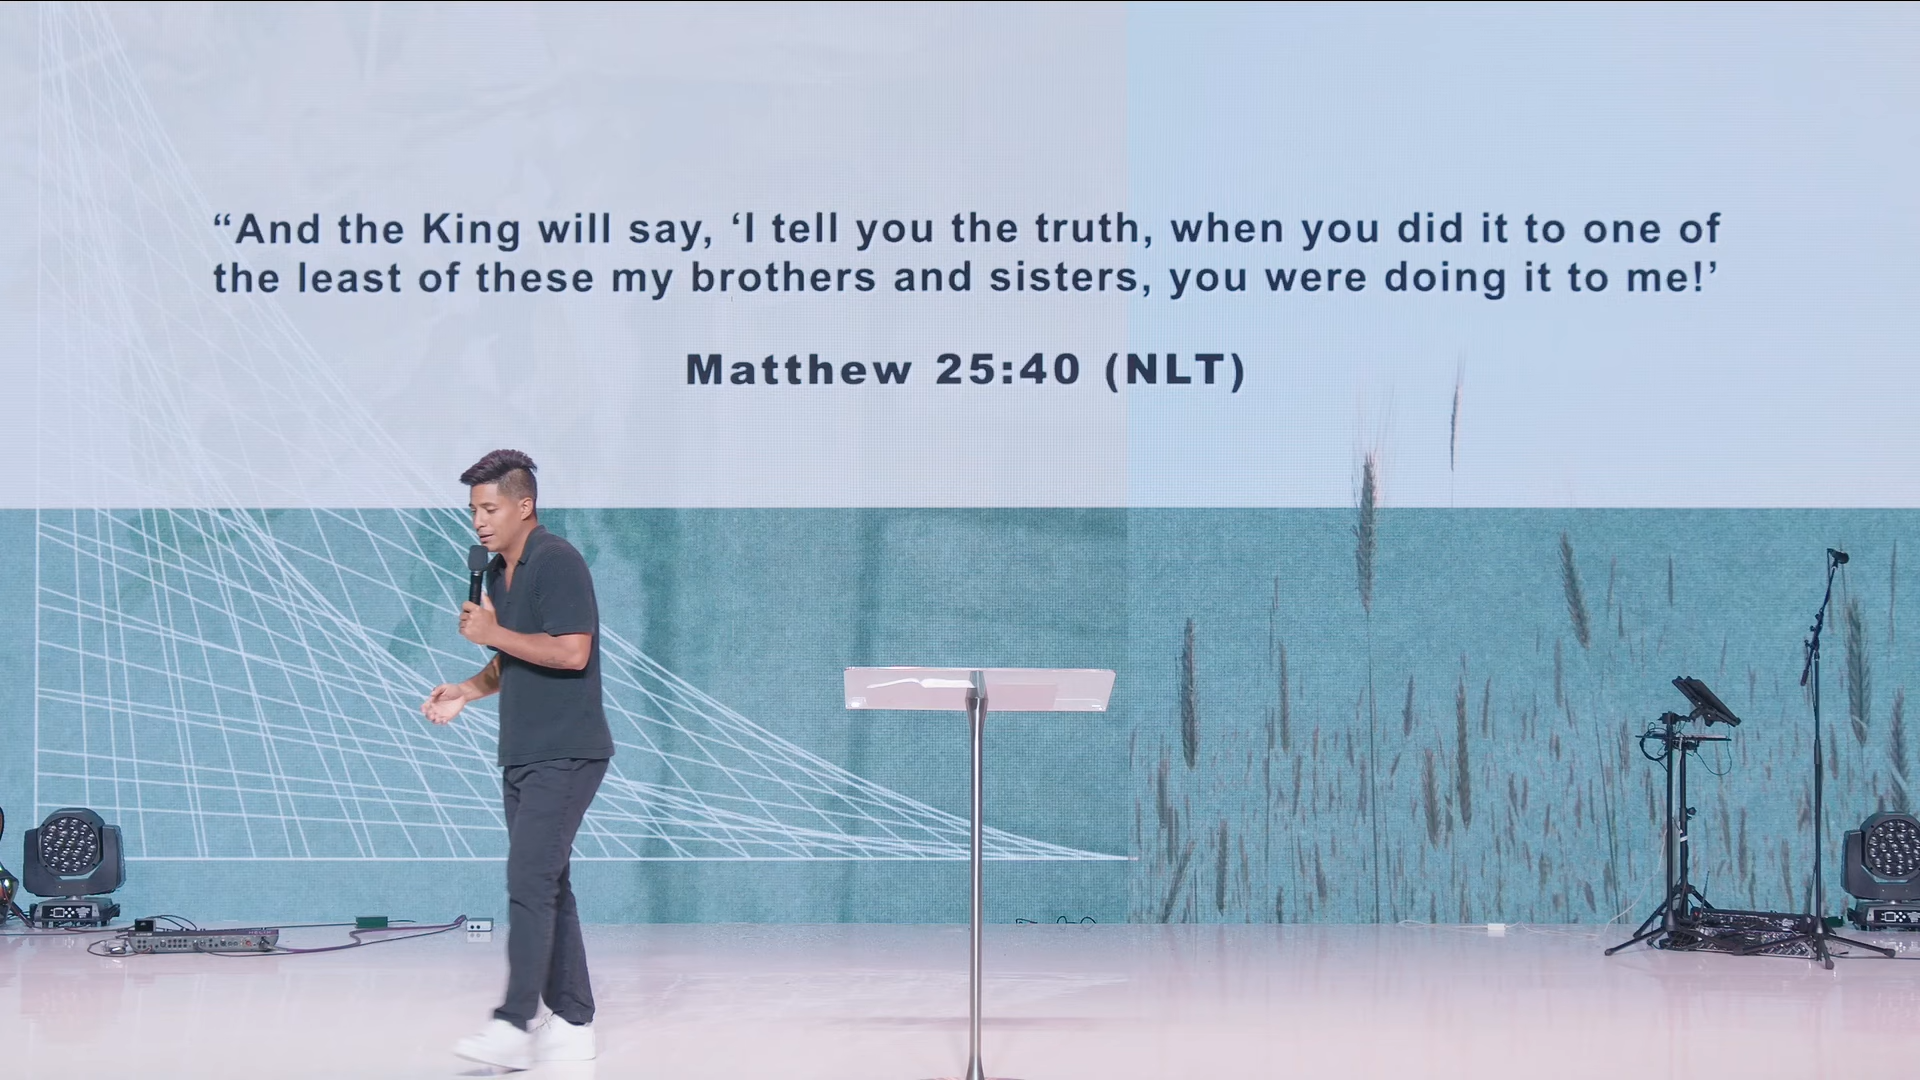 “And the King will say, ‘I tell you the truth, when you did it to one of
the least of these my brothers and sisters, you were doing it to me!’
Matthew 25:40 (NLT)